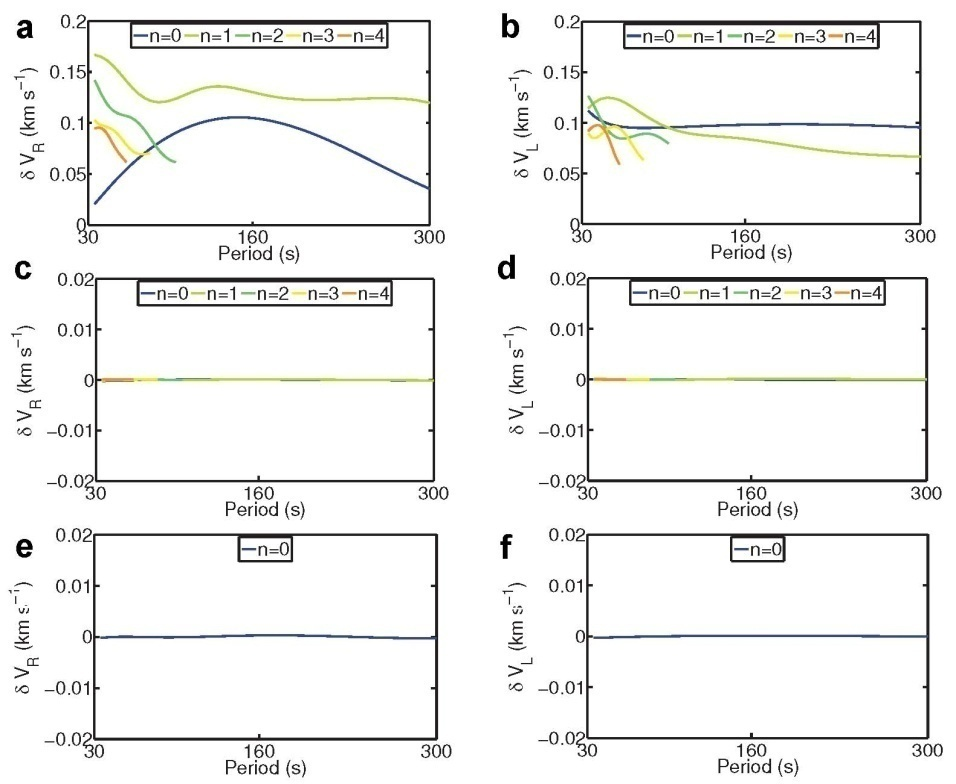 a
0.2
n=0 n=1 n=2 n=3 n=4
0.15
0.1
0.05
0
δ V_R (km s⁻¹)
30 160 300
Period (s)
b
0.2
n=0 n=1 n=2 n=3 n=4
0.15
0.1
0.05
0
δ V_L (km s⁻¹)
30 160 300
Period (s)
c
0.02
n=0 n=1 n=2 n=3 n=4
0.01
0
−0.01
−0.02
δ V_R (km s⁻¹)
30 160 300
Period (s)
d
0.02
n=0 n=1 n=2 n=3 n=4
0.01
0
−0.01
−0.02
δ V_L (km s⁻¹)
30 160 300
Period (s)
e
0.02
n=0
0.01
0
−0.01
−0.02
δ V_R (km s⁻¹)
30 160 300
Period (s)
f
0.02
n=0
0.01
0
−0.01
−0.02
δ V_L (km s⁻¹)
30 160 300
Period (s)